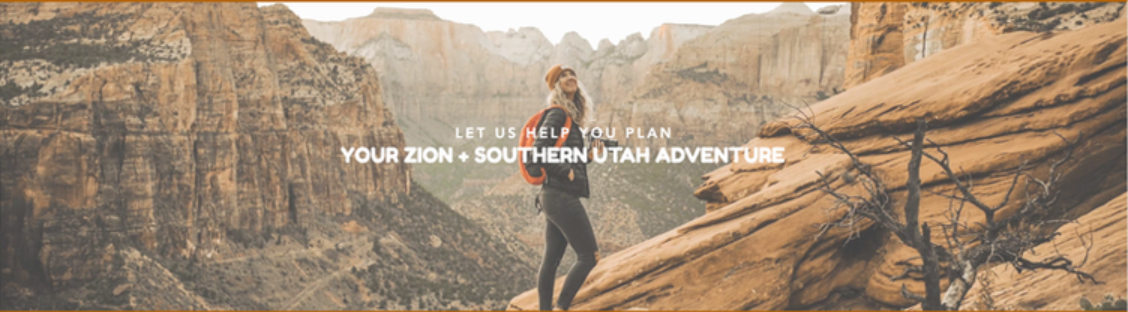 LET US HELP YOU PLAN
YOUR ZION + SOUTHERN UTAH ADVENTURE